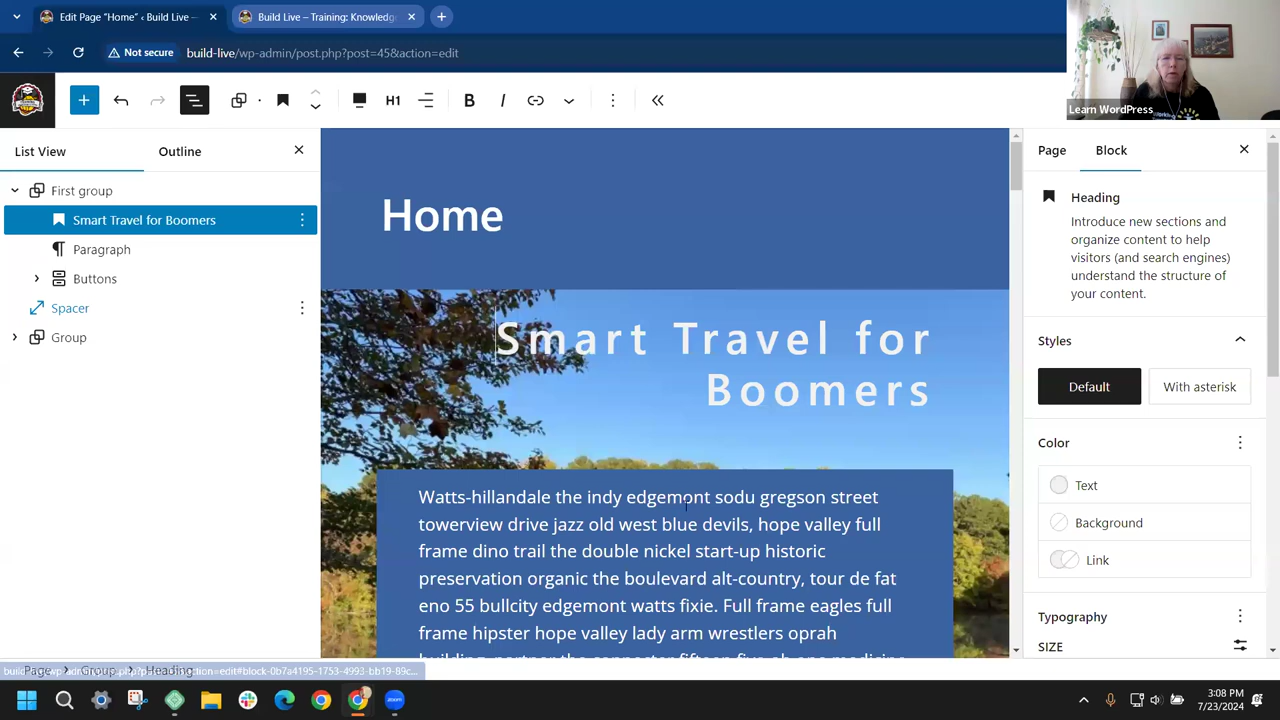 Edit Page "Home" ‹ Build Live —
Build Live – Training: Knowledg
Not secure
build-live/wp-admin/post.php?post=45&action=edit
Learn WordPress
H1
B
I
List View
Outline
First group
Smart Travel for Boomers
Paragraph
Buttons
Spacer
Group
Home
Smart Travel for
Boomers
Watts-hillandale the indy edgemont sodu gregson street
towerview drive jazz old west blue devils, hope valley full
frame dino trail the double nickel start-up historic
preservation organic the boulevard alt-country, tour de fat
eno 55 bullcity edgemont watts fixie. Full frame eagles full
frame hipster hope valley lady arm wrestlers oprah
Page
Block
Heading
Introduce new sections and
organize content to help
visitors (and search engines)
understand the structure of
your content.
Styles
Default
With asterisk
Color
Text
Background
Link
Typography
SIZE
Page
Group
Heading
zoom
3:08 PM
7/23/2024